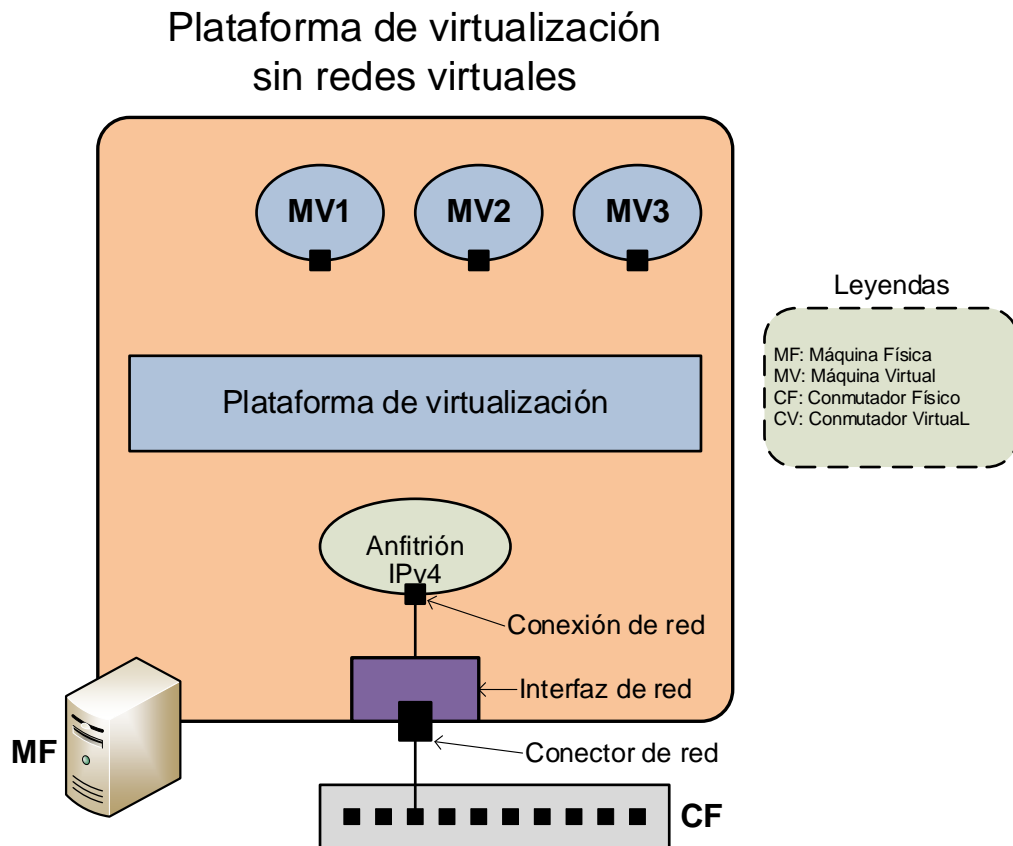 Plataforma de virtualización
sin redes virtuales
MV1
MV2
MV3
Leyendas
MF: Máquina Física
MV: Máquina Virtual
CF: Conmutador Físico
CV: Conmutador VirtuaL
Plataforma de virtualización
Anfitrión
IPv4
Conexión de red
Interfaz de red
MF
Conector de red
CF